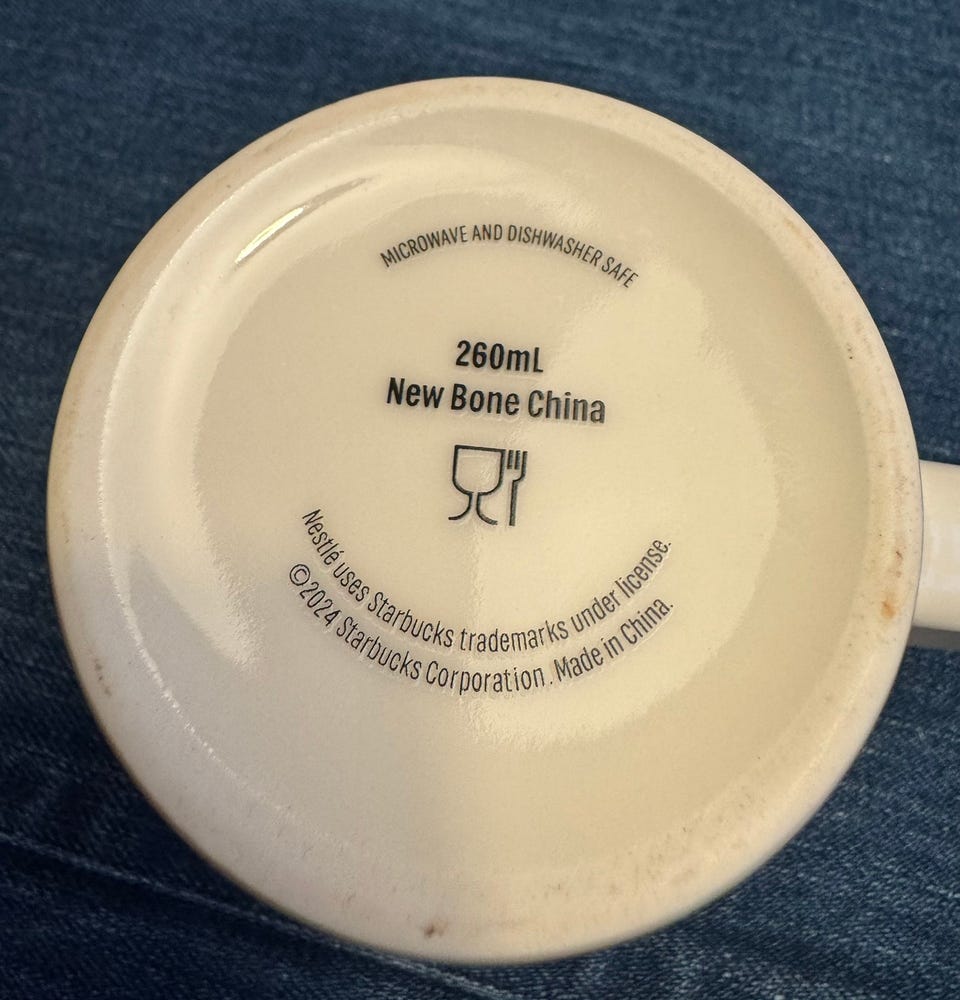 MICROWAVE AND DISHWASHER SAFE
260mL
New Bone China
Nestlé uses Starbucks trademarks under license.
©2024 Starbucks Corporation. Made in China.